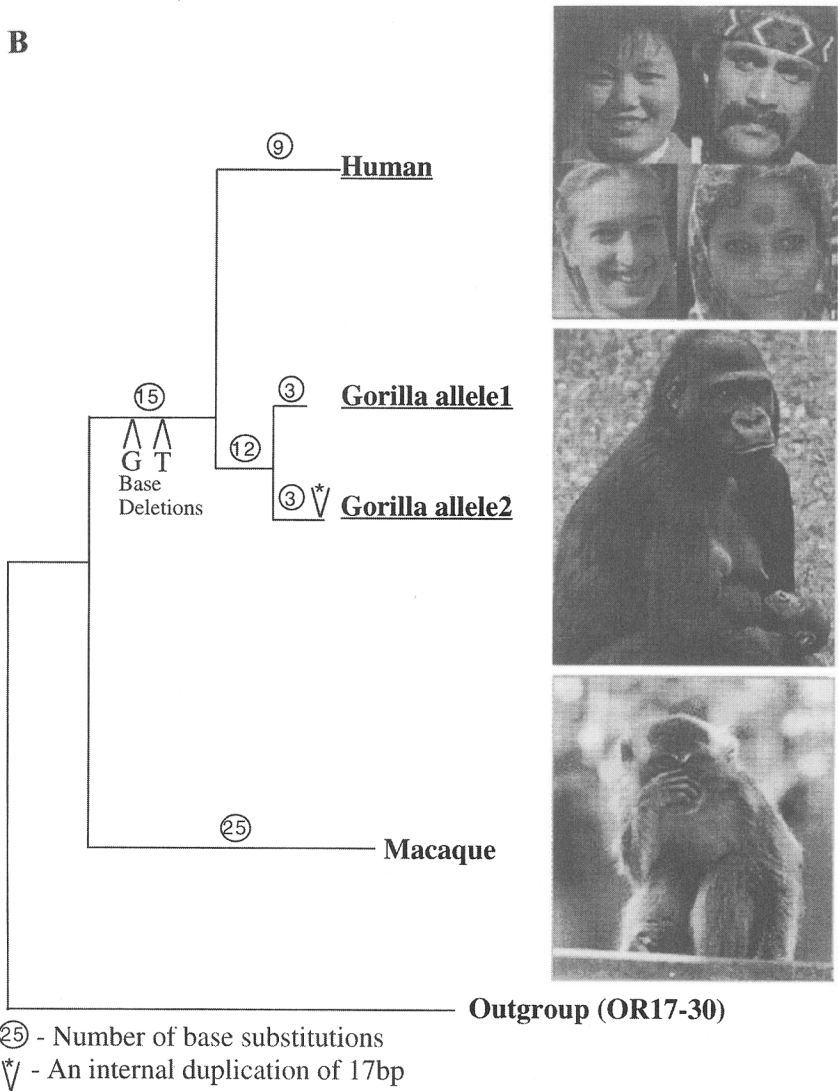 B
9
Human
15
3
Gorilla allele1
G T
12
Base
Deletions
3 *
Gorilla allele2
25
Macaque
Outgroup (OR17-30)
25 - Number of base substitutions
* - An internal duplication of 17bp